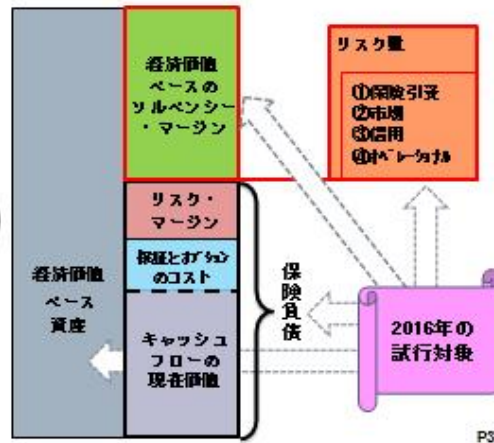 経済価値
ベースの
ソルベンシー
・マージン
リスク量
①保険引受
②市場
③信用
④オペレーショナル
リスク・
マージン
保証とオプション
のコスト
経済価値
ベース
資産
キャッシュ
フローの
現在価値
保険負債
2016年の
試行対象
P3